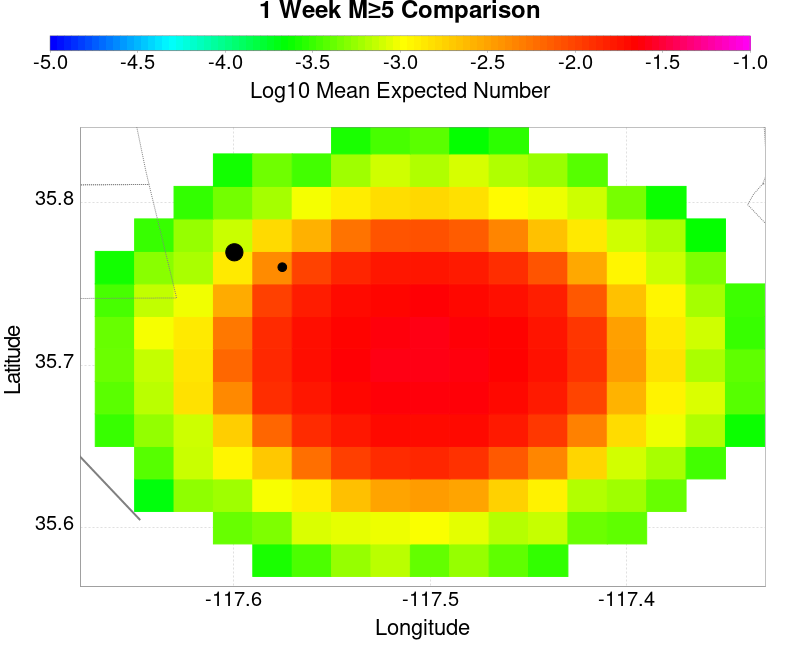 1 Week M≥5 Comparison
-5.0 -4.5 -4.0 -3.5 -3.0 -2.5 -2.0 -1.5 -1.0
Log10 Mean Expected Number
35.8
35.7
35.6
Latitude
-117.6 -117.5 -117.4
Longitude